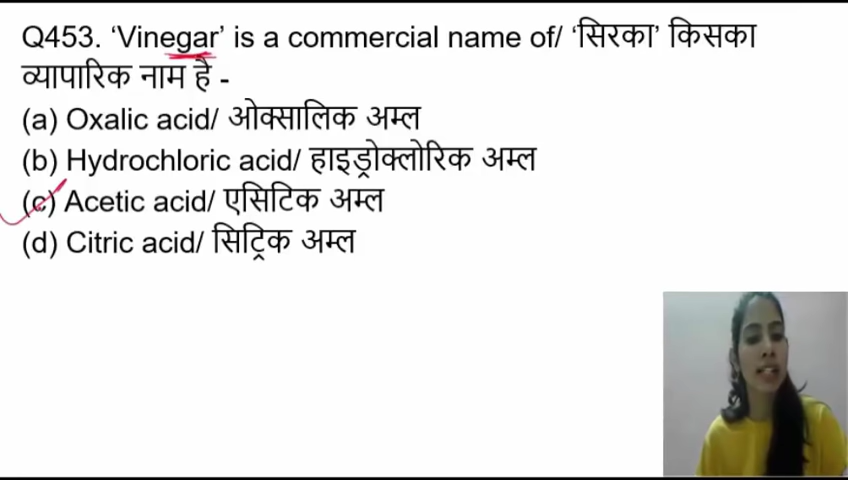 Q453. ‘Vinegar’ is a commercial name of/ ‘सिरका’ किसका
व्यापारिक नाम है -
(a) Oxalic acid/ ओक्सालिक अम्ल
(b) Hydrochloric acid/ हाइड्रोक्लोरिक अम्ल
(c) Acetic acid/ एसिटिक अम्ल
(d) Citric acid/ सिट्रिक अम्ल